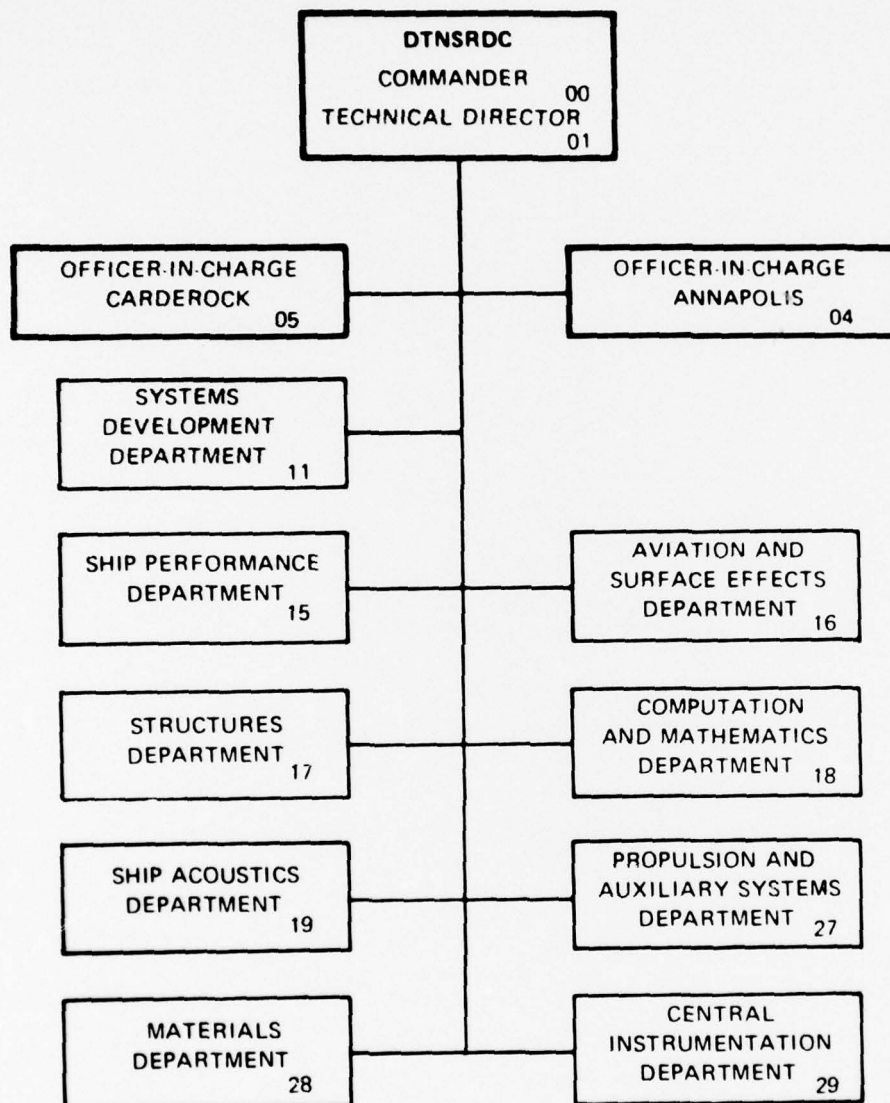 DTNSRDC
COMMANDER
00
TECHNICAL DIRECTOR
01
OFFICER-IN-CHARGE
CARDEROCK
05
OFFICER-IN-CHARGE
ANNAPOLIS
04
SYSTEMS
DEVELOPMENT
DEPARTMENT
11
SHIP PERFORMANCE
DEPARTMENT
15
AVIATION AND
SURFACE EFFECTS
DEPARTMENT
16
STRUCTURES
DEPARTMENT
17
COMPUTATION
AND MATHEMATICS
DEPARTMENT
18
SHIP ACOUSTICS
DEPARTMENT
19
PROPULSION AND
AUXILIARY SYSTEMS
DEPARTMENT
27
MATERIALS
DEPARTMENT
28
CENTRAL
INSTRUMENTATION
DEPARTMENT
29